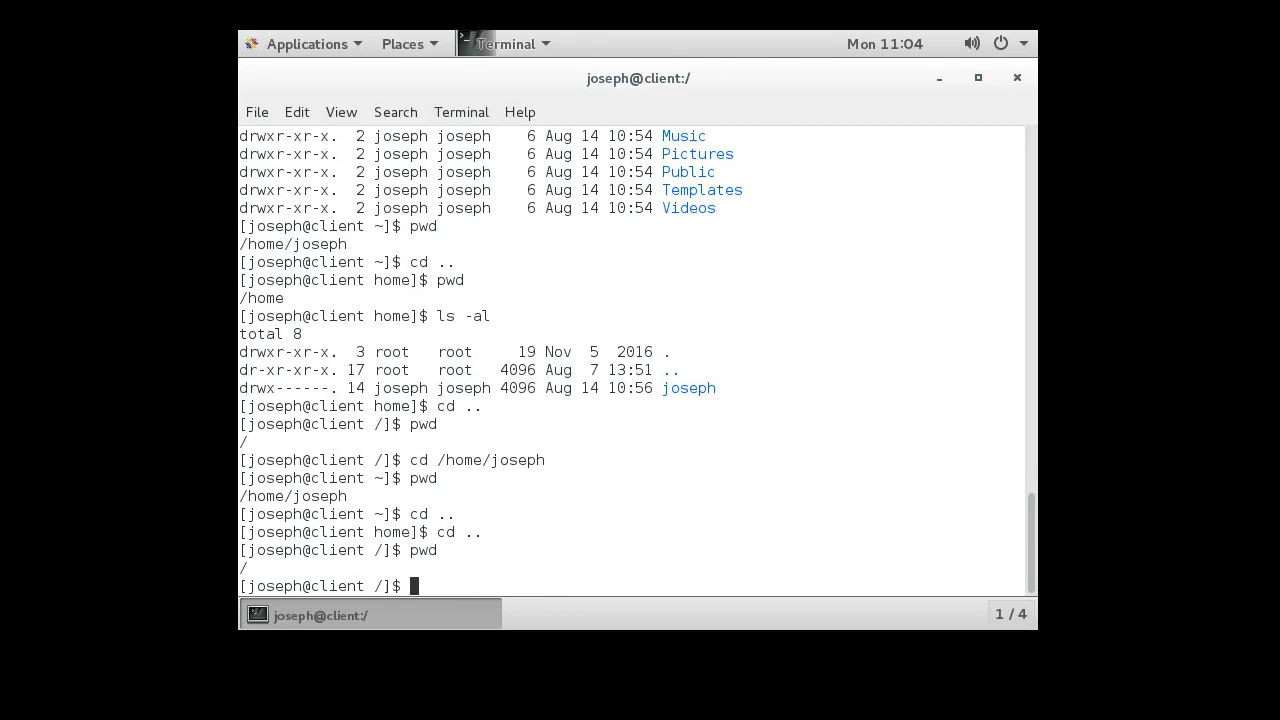 Applications Places Terminal Mon 11:04
joseph@client:/
File Edit View Search Terminal Help
drwxr-xr-x.  2 joseph joseph    6 Aug 14 10:54 Music
drwxr-xr-x.  2 joseph joseph    6 Aug 14 10:54 Pictures
drwxr-xr-x.  2 joseph joseph    6 Aug 14 10:54 Public
drwxr-xr-x.  2 joseph joseph    6 Aug 14 10:54 Templates
drwxr-xr-x.  2 joseph joseph    6 Aug 14 10:54 Videos
[joseph@client ~]$ pwd
/home/joseph
[joseph@client ~]$ cd ..
[joseph@client home]$ pwd
/home
[joseph@client home]$ ls -al
total 8
drwxr-xr-x.  3 root   root     19 Nov  5  2016 .
dr-xr-xr-x. 17 root   root   4096 Aug  7 13:51 ..
drwx------. 14 joseph joseph 4096 Aug 14 10:56 joseph
[joseph@client home]$ cd ..
[joseph@client /]$ pwd
/
[joseph@client /]$ cd /home/joseph
[joseph@client ~]$ pwd
/home/joseph
[joseph@client ~]$ cd ..
[joseph@client home]$ cd ..
[joseph@client /]$ pwd
/
[joseph@client /]$
joseph@client:/ 1 / 4